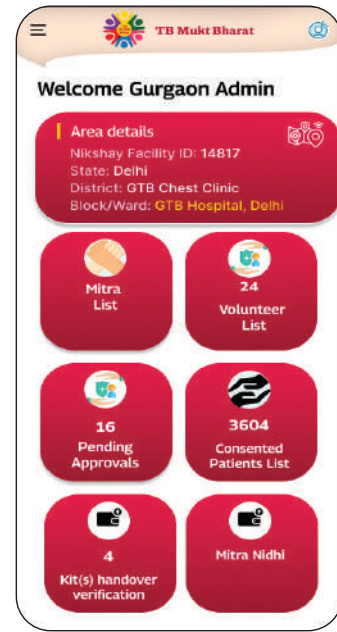 TB Mukt Bharat
Welcome Gurgaon Admin
Area details
Nikshay Facility ID: 14817
State: Delhi
District: GTB Chest Clinic
Block/Ward: GTB Hospital, Delhi
Mitra
List
24
Volunteer
List
16
Pending
Approvals
3604
Consented
Patients List
4
Kit(s) handover
verification
Mitra Nidhi